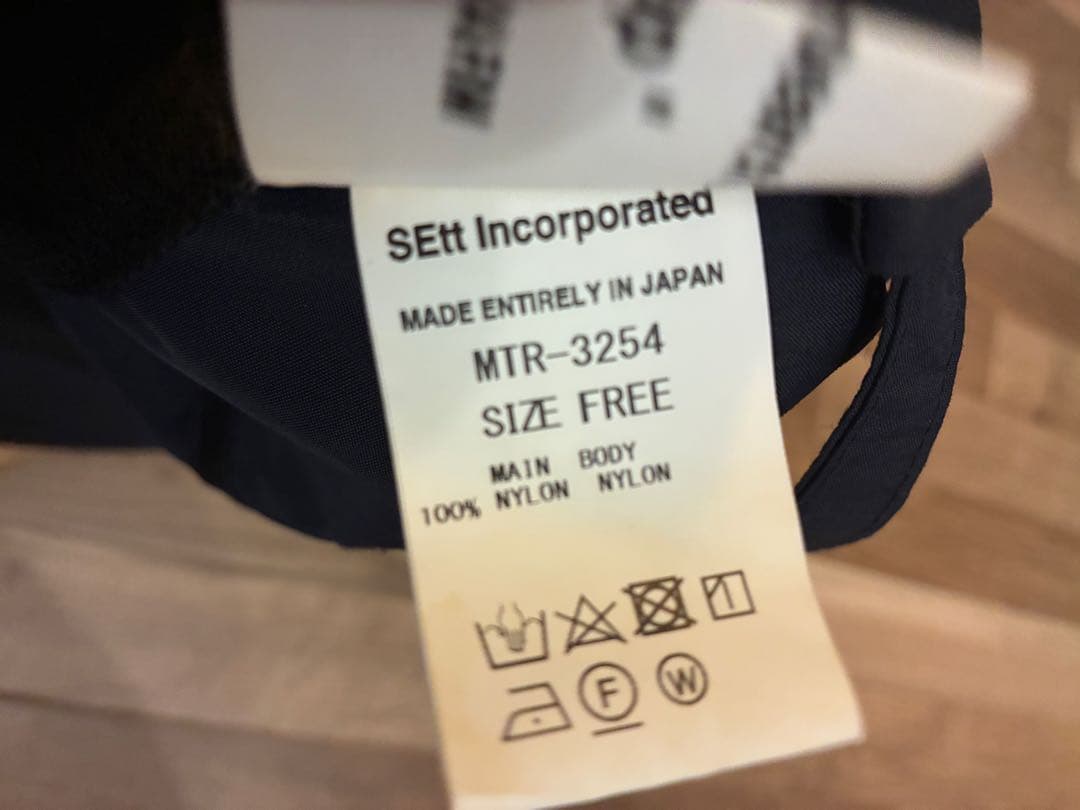 SEtt Incorporated
MADE ENTIRELY IN JAPAN
MTR-3254
SIZE FREE
MAIN BODY
100% NYLON NYLON
F W